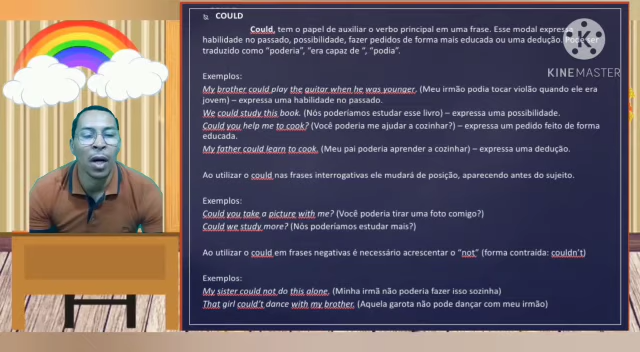 COULD
Could, tem o papel de auxiliar o verbo principal em uma frase. Esse modal expressa
habilidade no passado, possibilidade, fazer pedidos de forma mais educada ou uma dedução. Pode ser
traduzido como “poderia”, “era capaz de “, “podia”.
Exemplos:
My brother could play the guitar when he was younger. (Meu irmão podia tocar violão quando ele era
jovem) – expressa uma habilidade no passado.
We could study this book. (Nós poderíamos estudar esse livro) – expressa uma possibilidade.
Could you help me to cook? (Você poderia me ajudar a cozinhar?) – expressa um pedido feito de forma
educada.
My father could learn to cook. (Meu pai poderia aprender a cozinhar) – expressa uma dedução.
Ao utilizar o could nas frases interrogativas ele mudará de posição, aparecendo antes do sujeito.
Exemplos:
Could you take a picture with me? (Você poderia tirar uma foto comigo?)
Could we study more? (Nós poderíamos estudar mais?)
Ao utilizar o could em frases negativas é necessário acrescentar o “not” (forma contraída: couldn’t)
Exemplos:
My sister could not do this alone. (Minha irmã não poderia fazer isso sozinha)
That girl could’t dance with my brother. (Aquela garota não pode dançar com meu irmão)
KINEMASTER